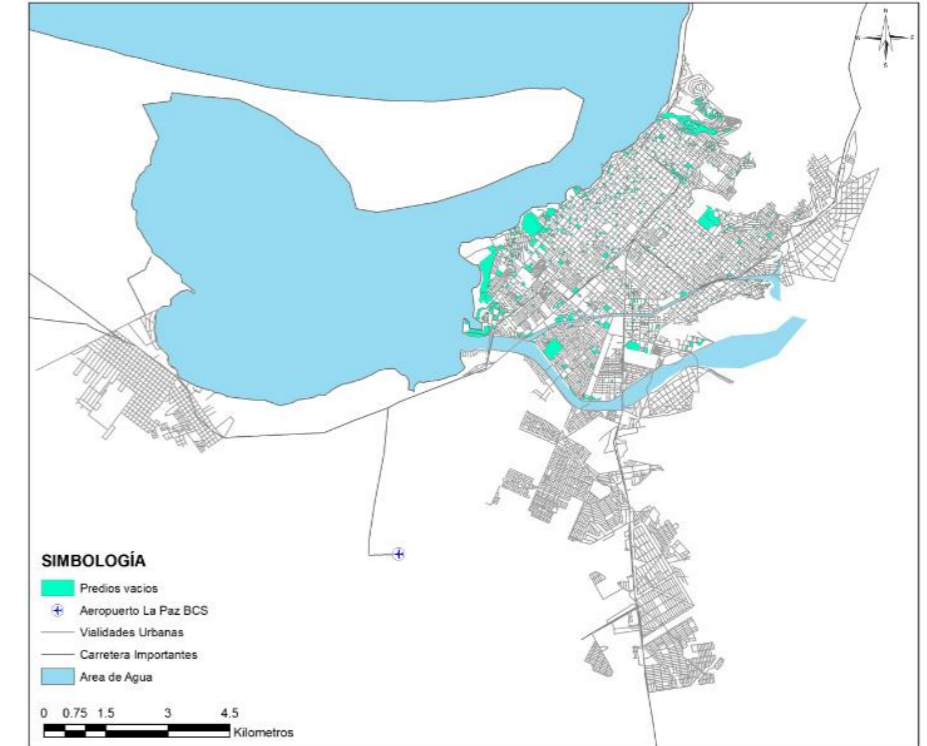 N
W E
S
SIMBOLOGÍA
Predios vacios
Aeropuerto La Paz BCS
Vialidades Urbanas
Carretera Importantes
Area de Agua
0 0.75 1.5 3 4.5
Kilometros